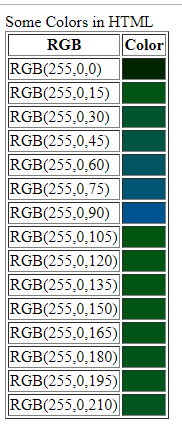 Some Colors in HTML
RGB Color
RGB(255,0,0)
RGB(255,0,15)
RGB(255,0,30)
RGB(255,0,45)
RGB(255,0,60)
RGB(255,0,75)
RGB(255,0,90)
RGB(255,0,105)
RGB(255,0,120)
RGB(255,0,135)
RGB(255,0,150)
RGB(255,0,165)
RGB(255,0,180)
RGB(255,0,195)
RGB(255,0,210)